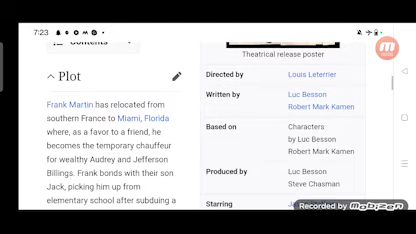 7:23
Contents
Plot
Frank Martin has relocated from
southern France to Miami, Florida
where, as a favor to a friend, he
becomes the temporary chauffeur
for wealthy Audrey and Jefferson
Billings. Frank bonds with their son
Jack, picking him up from
elementary school after subduing a
Theatrical release poster
Directed by Louis Leterrier
Written by Luc Besson
Robert Mark Kamen
Based on Characters
by Luc Besson
Robert Mark Kamen
Produced by Luc Besson
Steve Chasman
Starring
Recorded by Mobizen